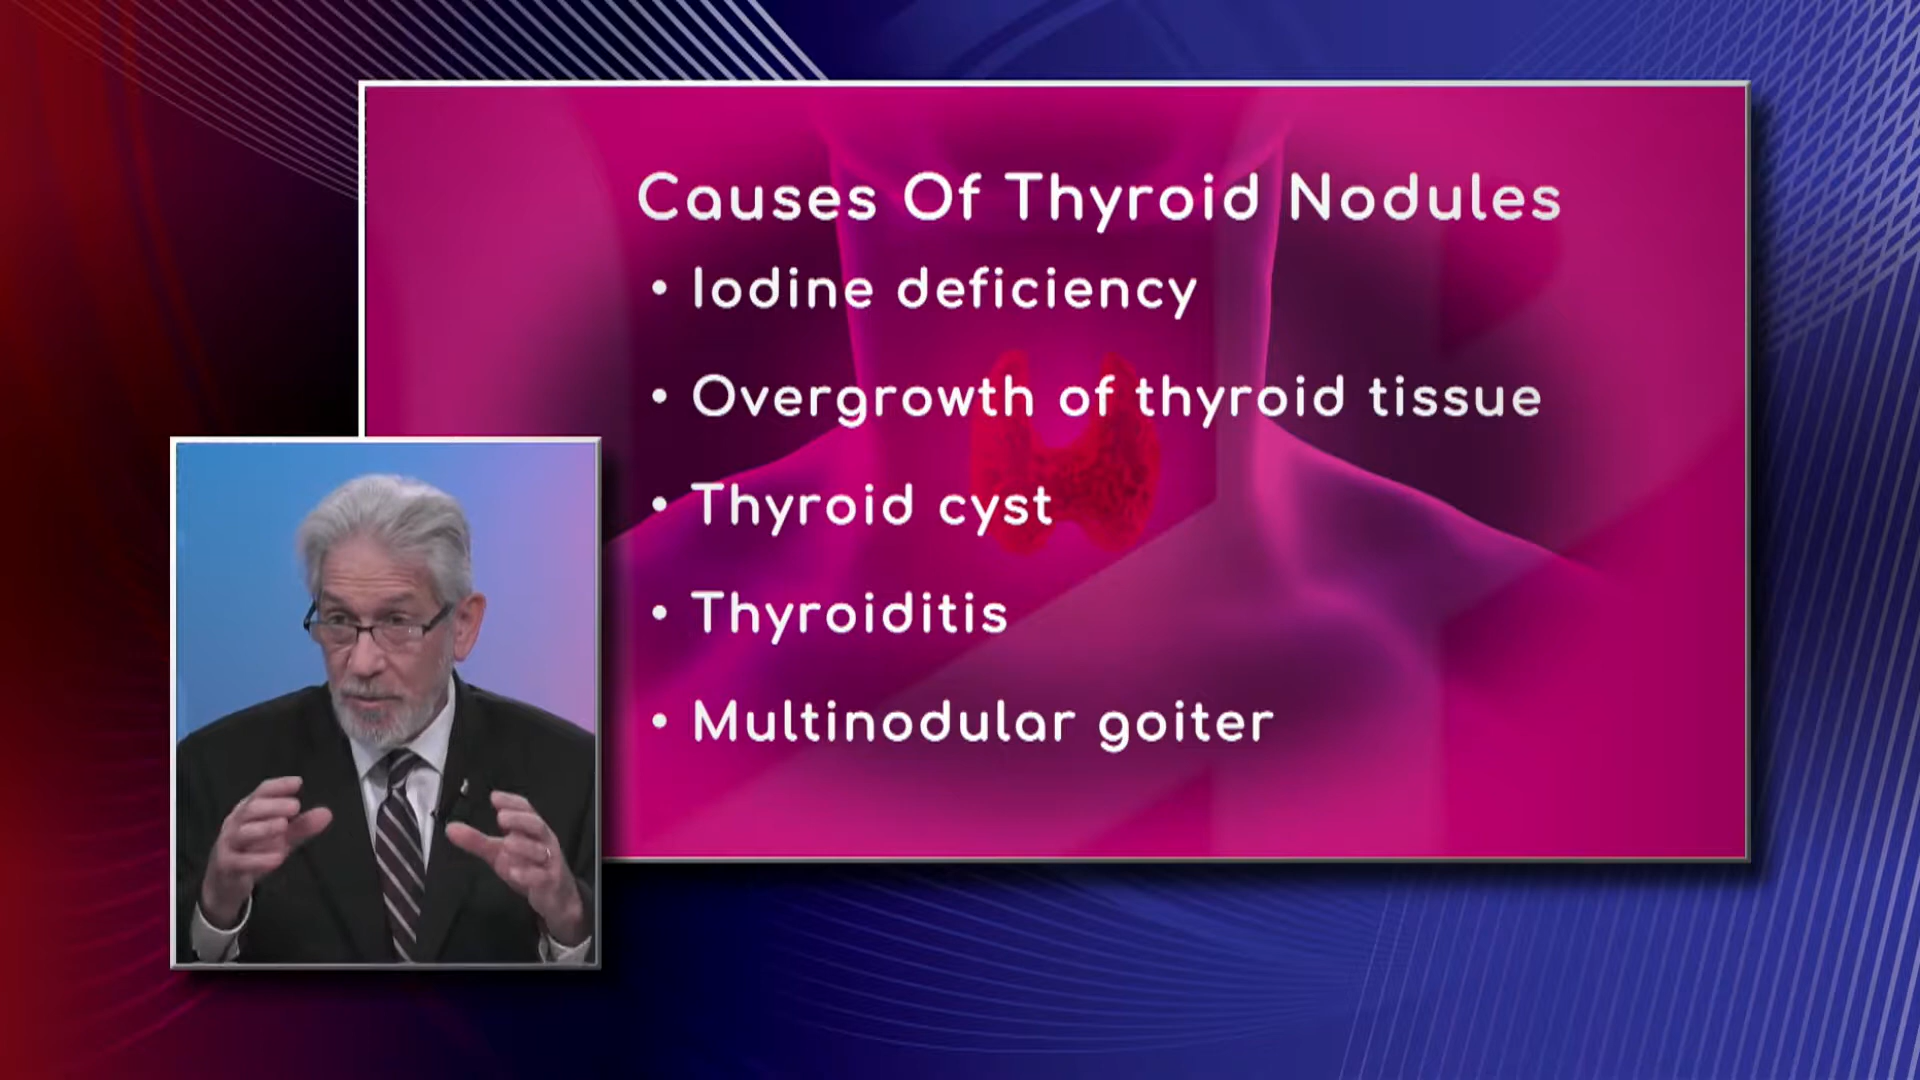 Causes Of Thyroid Nodules
• Iodine deficiency
• Overgrowth of thyroid tissue
• Thyroid cyst
• Thyroiditis
• Multinodular goiter